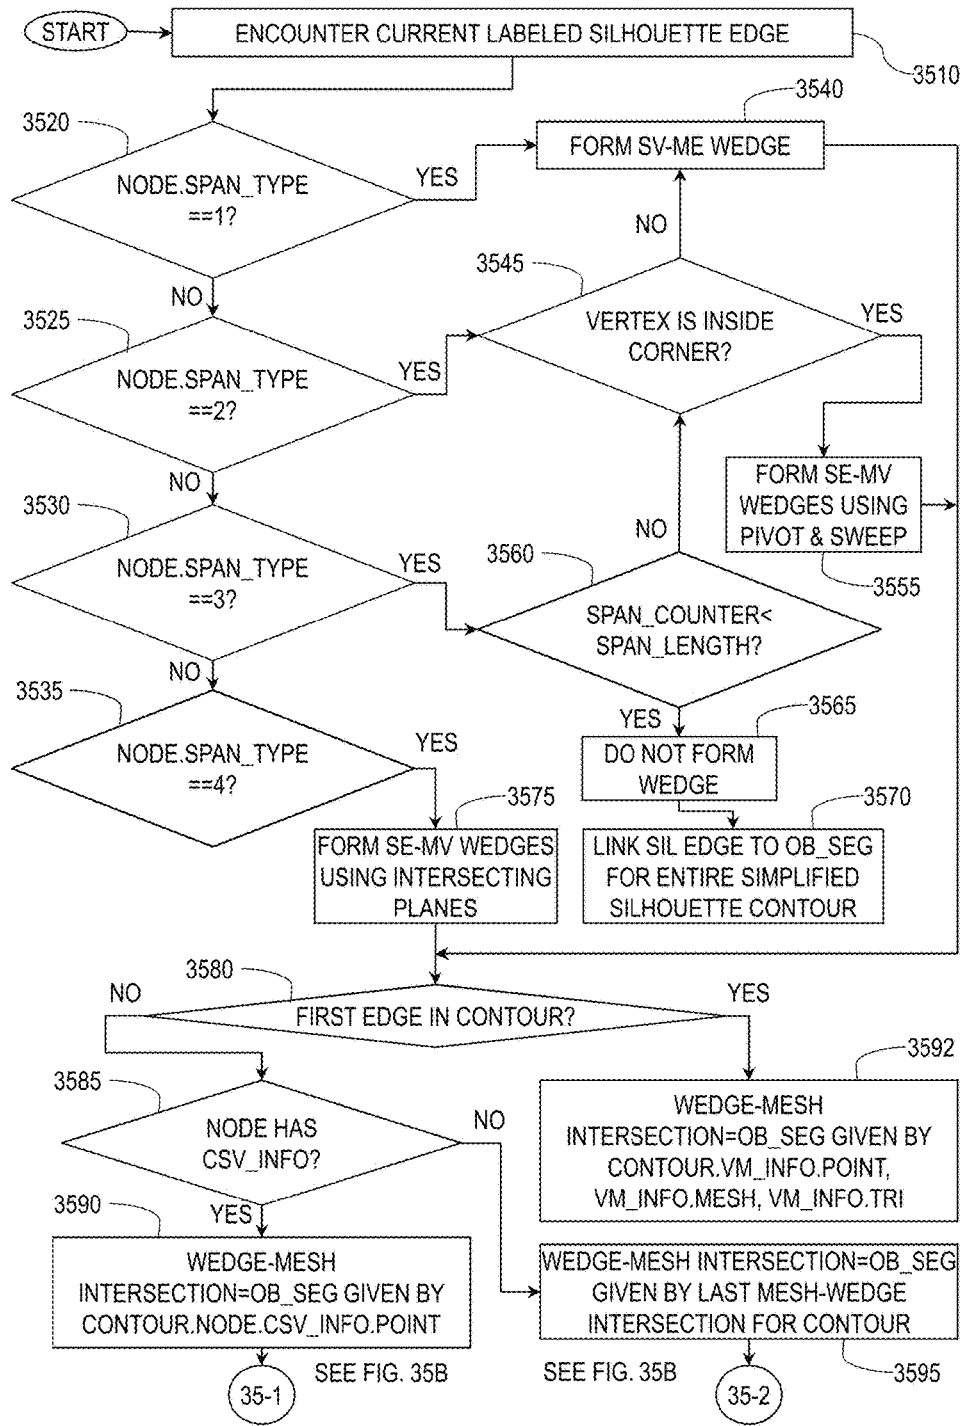 START
ENCOUNTER CURRENT LABELED SILHOUETTE EDGE
3510
3520
NODE.SPAN_TYPE
==1?
YES
3540
FORM SV-ME WEDGE
NO
NO
3525
NODE.SPAN_TYPE
==2?
YES
3545
VERTEX IS INSIDE
CORNER?
YES
NO
3530
NODE.SPAN_TYPE
==3?
YES
FORM SE-MV
WEDGES USING
PIVOT & SWEEP
3555
NO
3560
SPAN_COUNTER<
SPAN_LENGTH?
NO
3535
NODE.SPAN_TYPE
==4?
YES
YES
3565
DO NOT FORM
WEDGE
3575
FORM SE-MV WEDGES
USING INTERSECTING
PLANES
3570
LINK SIL EDGE TO OB_SEG
FOR ENTIRE SIMPLIFIED
SILHOUETTE CONTOUR
3580
NO
FIRST EDGE IN CONTOUR?
YES
3585
NODE HAS
CSV_INFO?
NO
3592
WEDGE-MESH
INTERSECTION=OB_SEG GIVEN BY
CONTOUR.VM_INFO.POINT,
VM_INFO.MESH, VM_INFO.TRI
3590
YES
WEDGE-MESH
INTERSECTION=OB_SEG GIVEN BY
CONTOUR.NODE.CSV_INFO.POINT
WEDGE-MESH INTERSECTION=OB_SEG
GIVEN BY LAST MESH-WEDGE
INTERSECTION FOR CONTOUR
3595
35-1
SEE FIG. 35B
SEE FIG. 35B
35-2